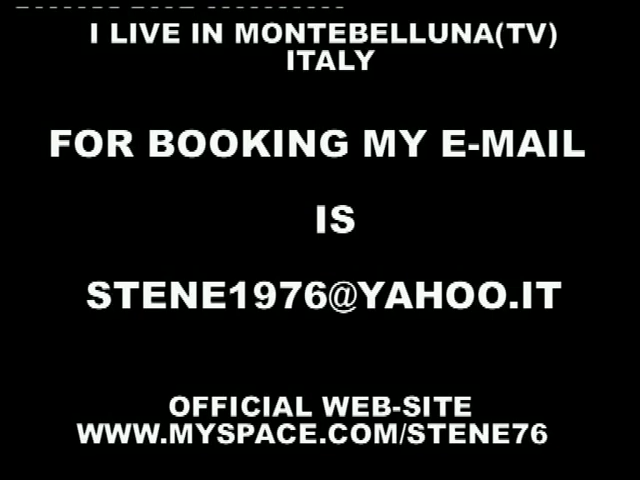 I LIVE IN MONTEBELLUNA(TV)
ITALY
FOR BOOKING MY E-MAIL
IS
STENE1976@YAHOO.IT
OFFICIAL WEB-SITE
WWW.MYSPACE.COM/STENE76